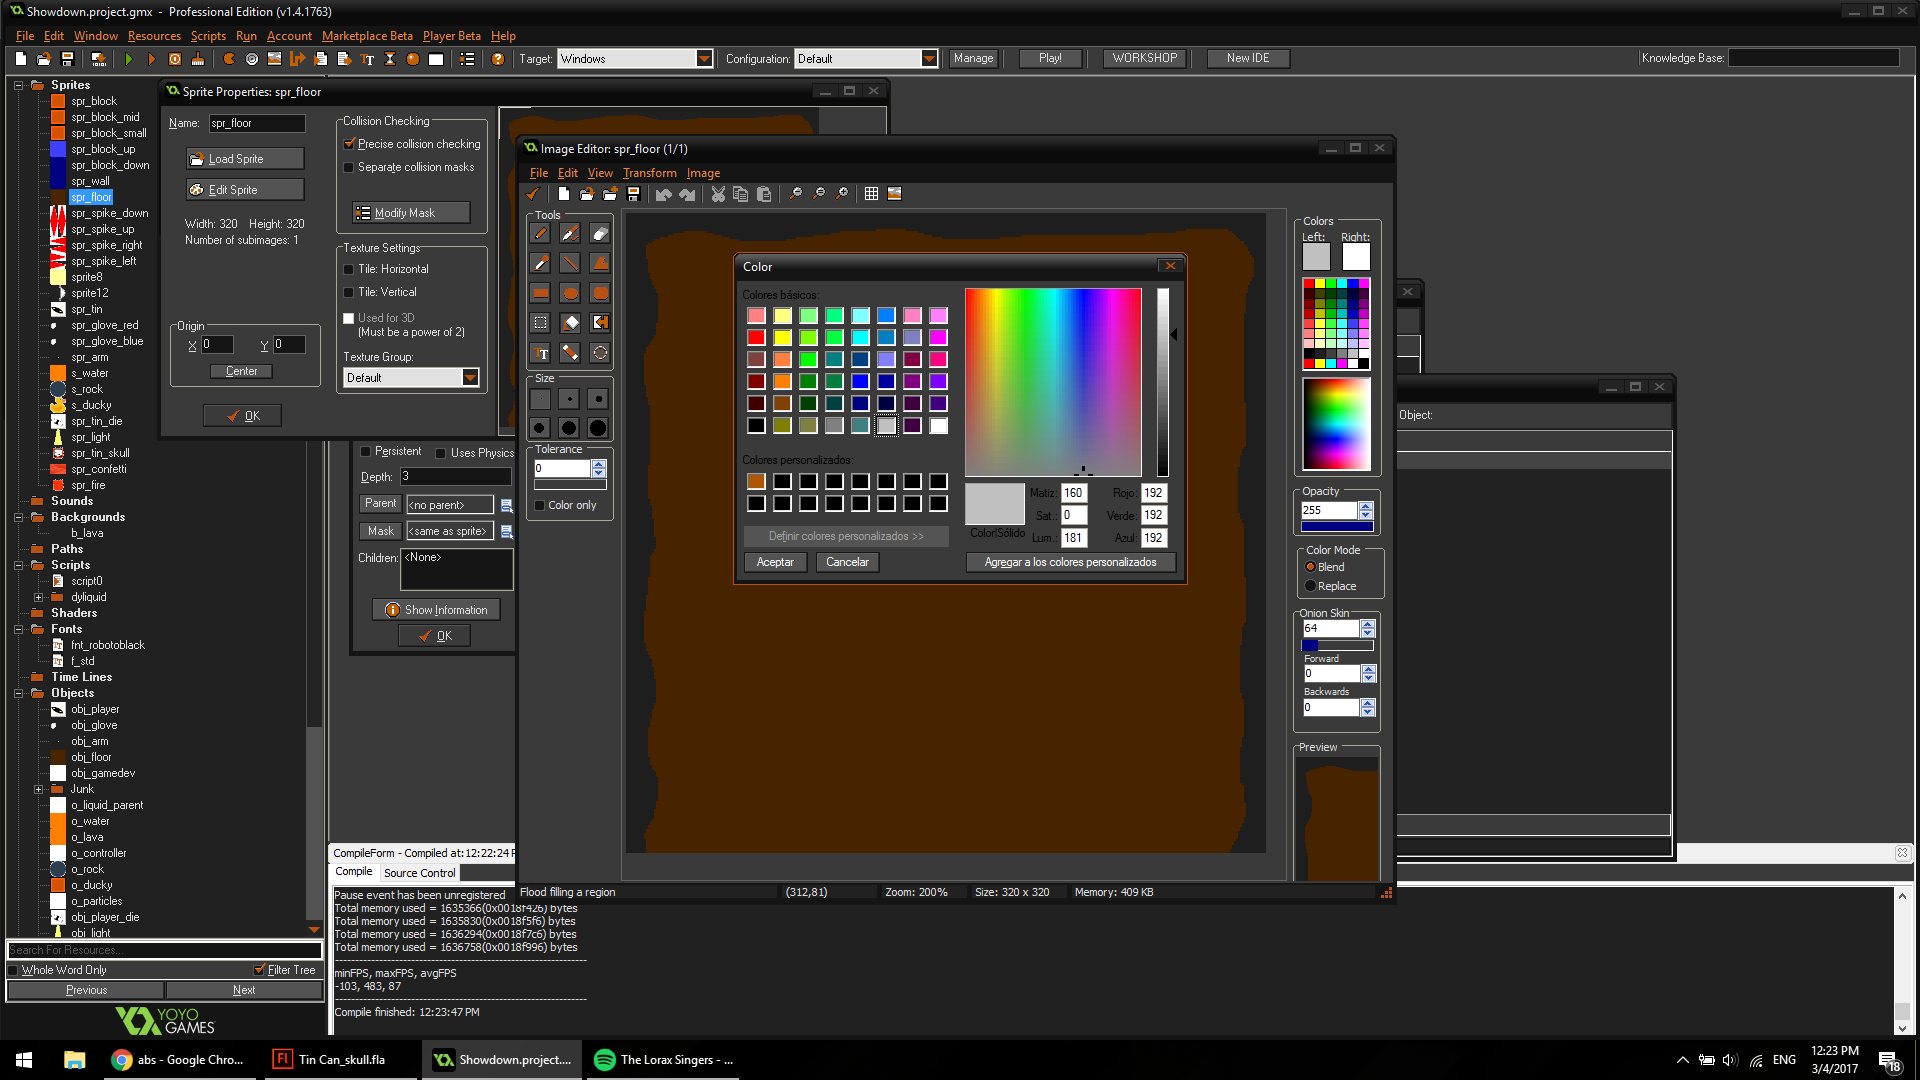 Showdown.project.gmx - Professional Edition (v1.4.1763)
File Edit Window Resources Scripts Run Account Marketplace Beta Player Beta Help
Target: Windows Configuration: Default Manage Play! WORKSHOP New IDE Knowledge Base:
Sprites
spr_block
spr_block_mid
spr_block_small
spr_block_up
spr_block_down
spr_wall
spr_floor
spr_spike_down
spr_spike_up
spr_spike_right
spr_spike_left
sprite8
sprite12
spr_tin
spr_glove_red
spr_glove_blue
spr_arm
s_water
s_rock
s_ducky
spr_tin_die
spr_light
spr_tin_skull
spr_confetti
spr_fire
Sounds
Backgrounds
b_lava
Paths
Scripts
script0
dyliquid
Shaders
Fonts
fnt_robotoblack
f_std
Time Lines
Objects
obj_player
obj_glove
obj_arm
obj_floor
obj_gamedev
Junk
o_liquid_parent
o_water
o_lava
o_controller
o_rock
o_ducky
o_particles
obj_player_die
obj_light
Search For Resources...
Whole Word Only Filter Tree
Previous Next
YOYO
GAMES
Sprite Properties: spr_floor
Name: spr_floor
Load Sprite
Edit Sprite
Width: 320 Height: 320
Number of subimages: 1
Origin
X 0 Y 0
Center
OK
Collision Checking
Precise collision checking
Separate collision masks
Modify Mask
Texture Settings
Tile: Horizontal
Tile: Vertical
Used for 3D
(Must be a power of 2)
Texture Group:
Default
Persistent Uses Physics
Depth: 3
Parent <no parent>
Mask <same as sprite>
Children: <None>
Show Information
OK
Image Editor: spr_floor (1/1)
File Edit View Transform Image
Tools
Size
Tolerance
0
Color only
Color
Colores básicos:
Colores personalizados:
Definir colores personalizados >>
Aceptar Cancelar
Color|Sólido
Matiz: 160 Rojo: 192
Sat.: 0 Verde: 192
Lum.: 181 Azul: 192
Agregar a los colores personalizados
Colors
Left: Right:
Opacity
255
Color Mode
Blend
Replace
Onion Skin
64
Forward
0
Backwards
0
Preview
Flood filling a region (312,81) Zoom: 200% Size: 320 x 320 Memory: 409 KB
Object:
CompileForm - Compiled at: 12:22:24 P
Compile Source Control
Pause event has been unregistered
Total memory used = 1635366(0x0018f426) bytes
Total memory used = 1635830(0x0018f5f6) bytes
Total memory used = 1636294(0x0018f7c6) bytes
Total memory used = 1636758(0x0018f996) bytes
minFPS, maxFPS, avgFPS
-103, 483, 87
Compile finished: 12:23:47 PM
abs - Google Chro... Tin Can_skull.fla Showdown.project.... The Lorax Singers - ...
ENG
12:23 PM
3/4/2017
18